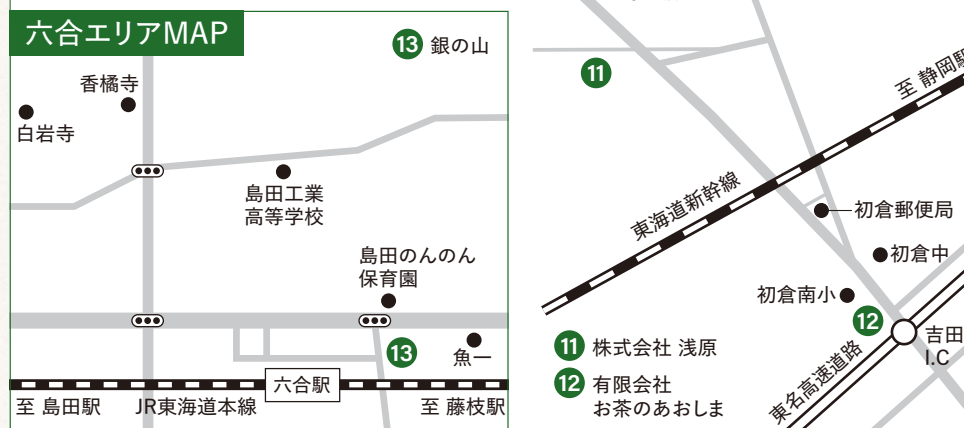 六合エリアMAP
13 銀の山
香橘寺
白岩寺
島田工業
高等学校
島田のんのん
保育園
13
魚一
六合駅
至 島田駅
JR東海道本線
至 藤枝駅
11
至 静岡駅
東海道新幹線
初倉郵便局
初倉中
初倉南小
12
吉田
I.C
東名高速道路
11 株式会社 浅原
12 有限会社
お茶のあおしま